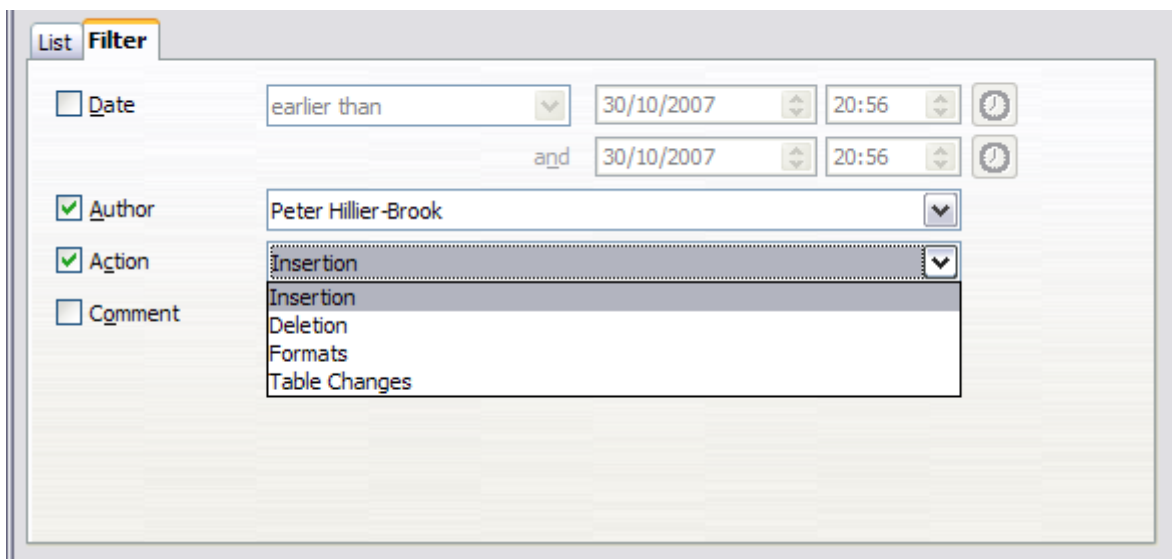 List Filter
Date earlier than 30/10/2007 20:56
and 30/10/2007 20:56
Author Peter Hillier-Brook
Action Insertion
Insertion
Comment
Deletion
Formats
Table Changes